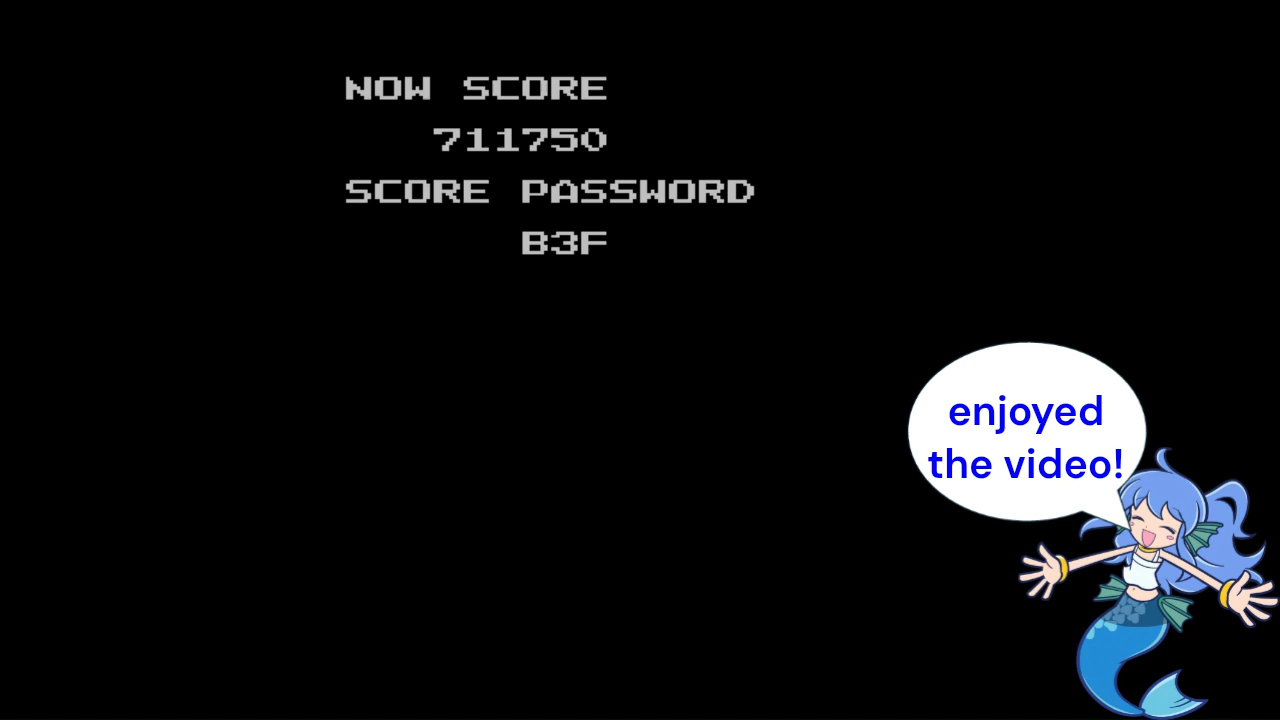 NOW SCORE
711750
SCORE PASSWORD
B3F
enjoyed
the video!